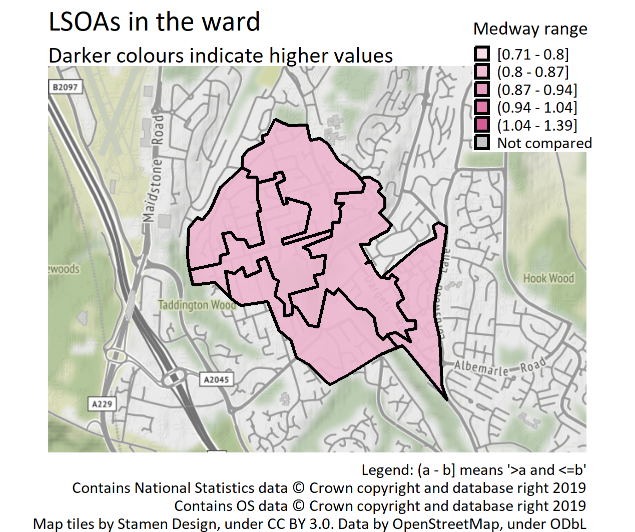 LSOAs in the ward
Darker colours indicate higher values
Medway range
[0.71 - 0.8]
(0.8 - 0.87]
(0.87 - 0.94]
(0.94 - 1.04]
(1.04 - 1.39]
Not compared
B2097
Maidstone Road
ewoods
Taddington Wood
Lane
Hook Wood
Albemarle Road
A2045
A229
Legend: (a - b] means '>a and <=b'
Contains National Statistics data © Crown copyright and database right 2019
Contains OS data © Crown copyright and database right 2019
Map tiles by Stamen Design, under CC BY 3.0. Data by OpenStreetMap, under ODbL